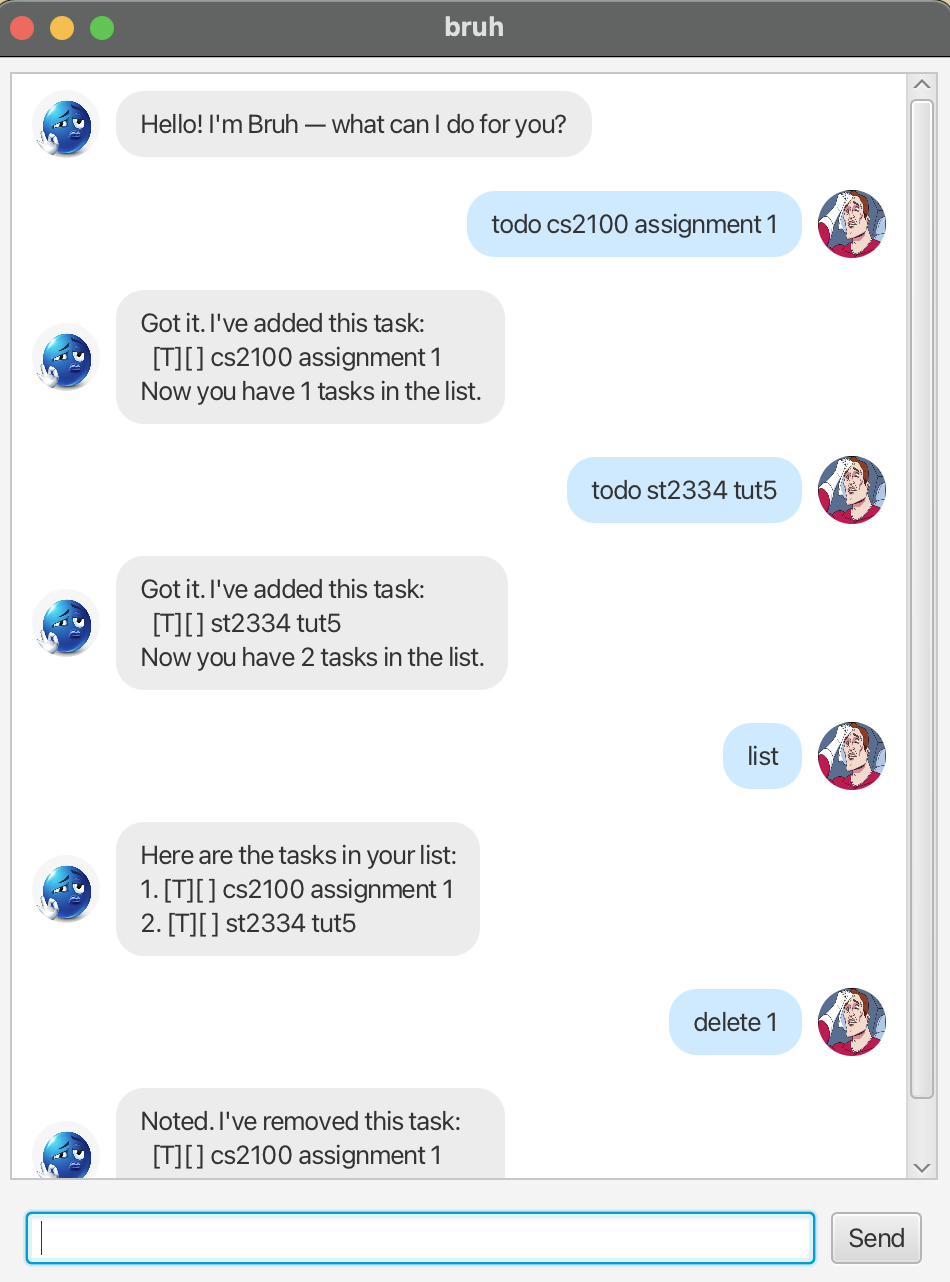 bruh
Hello! I'm Bruh — what can I do for you?
todo cs2100 assignment 1
Got it. I've added this task:
[T][ ] cs2100 assignment 1
Now you have 1 tasks in the list.
todo st2334 tut5
Got it. I've added this task:
[T][ ] st2334 tut5
Now you have 2 tasks in the list.
list
Here are the tasks in your list:
1. [T][ ] cs2100 assignment 1
2. [T][ ] st2334 tut5
delete 1
Noted. I've removed this task:
[T][ ] cs2100 assignment 1
Send